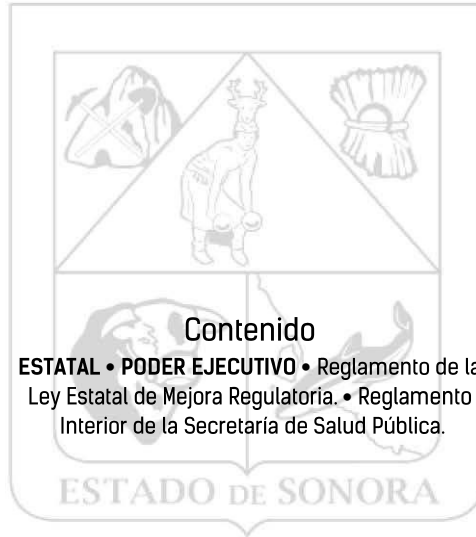 Contenido
ESTATAL • PODER EJECUTIVO • Reglamento de la
Ley Estatal de Mejora Regulatoria. • Reglamento
Interior de la Secretaría de Salud Pública.
ESTADO DE SONORA